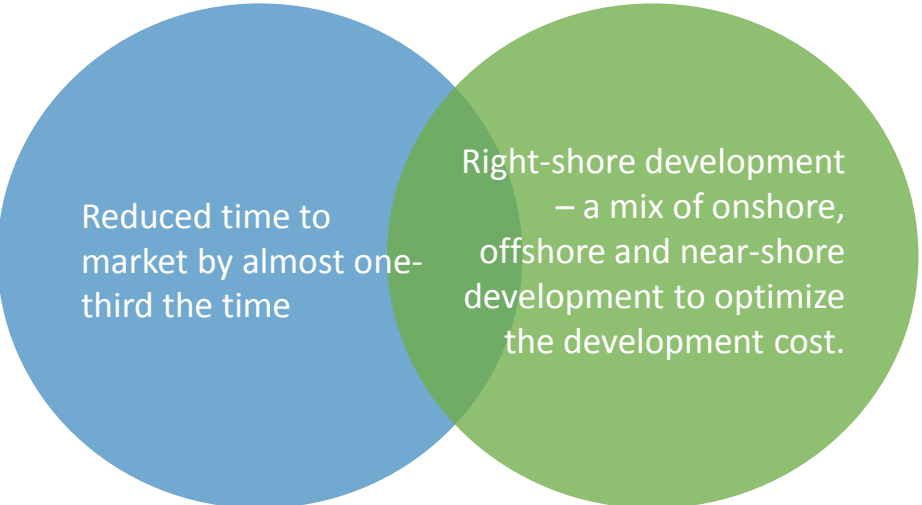 Reduced time to
market by almost one-
third the time
Right-shore development
– a mix of onshore,
offshore and near-shore
development to optimize
the development cost.